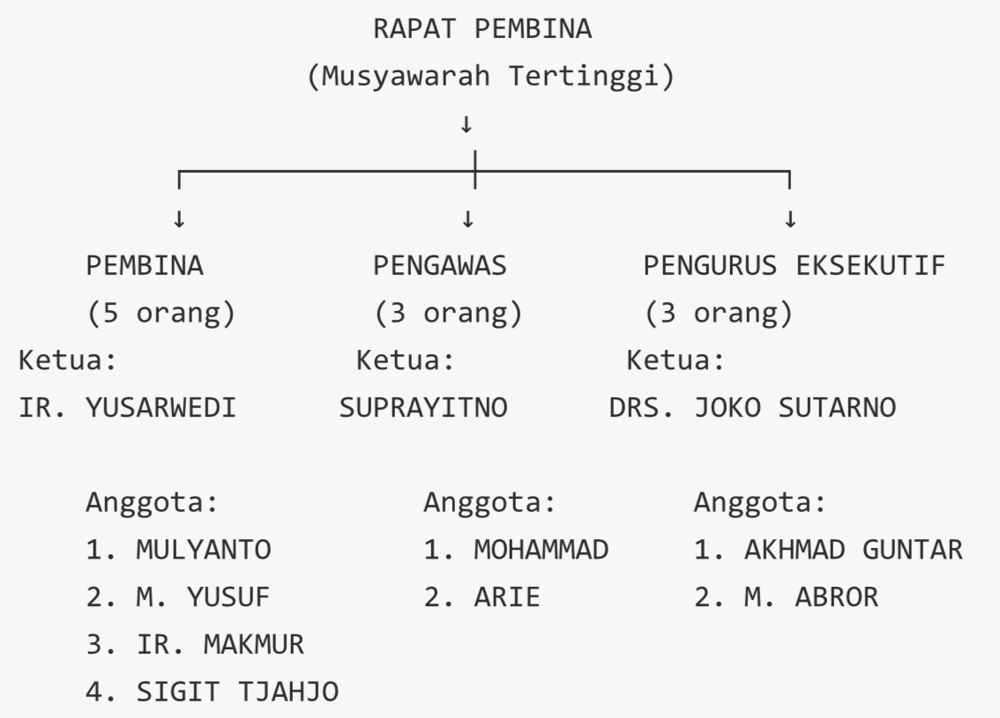 RAPAT PEMBINA
(Musyawarah Tertinggi)
↓
↓ ↓ ↓
PEMBINA PENGAWAS PENGURUS EKSEKUTIF
(5 orang) (3 orang) (3 orang)
Ketua: Ketua: Ketua:
IR. YUSARWEDI SUPRAYITNO DRS. JOKO SUTARNO
Anggota: Anggota: Anggota:
1. MULYANTO 1. MOHAMMAD 1. AKHMAD GUNTAR
2. M. YUSUF 2. ARIE 2. M. ABROR
3. IR. MAKMUR
4. SIGIT TJAHJO